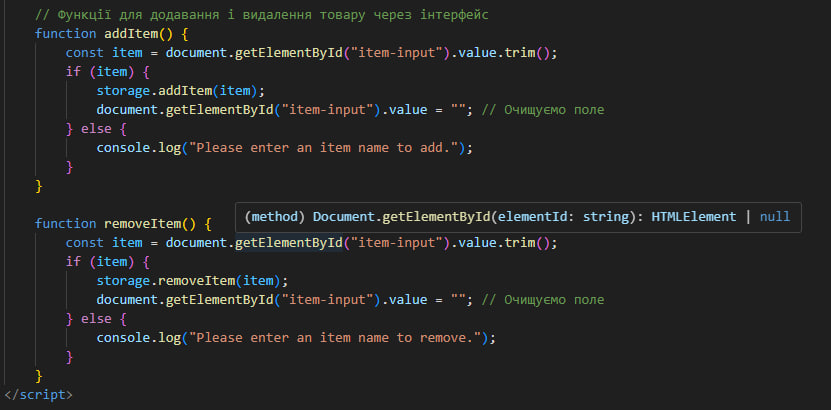 // Функції для додавання і видалення товару через інтерфейс
function addItem() {
const item = document.getElementById("item-input").value.trim();
if (item) {
storage.addItem(item);
document.getElementById("item-input").value = ""; // Очищуємо поле
} else {
console.log("Please enter an item name to add.");
}
}
function removeItem() {
(method) Document.getElementById(elementId: string): HTMLElement | null
const item = document.getElementById("item-input").value.trim();
if (item) {
storage.removeItem(item);
document.getElementById("item-input").value = ""; // Очищуємо поле
} else {
console.log("Please enter an item name to remove.");
}
}
</script>